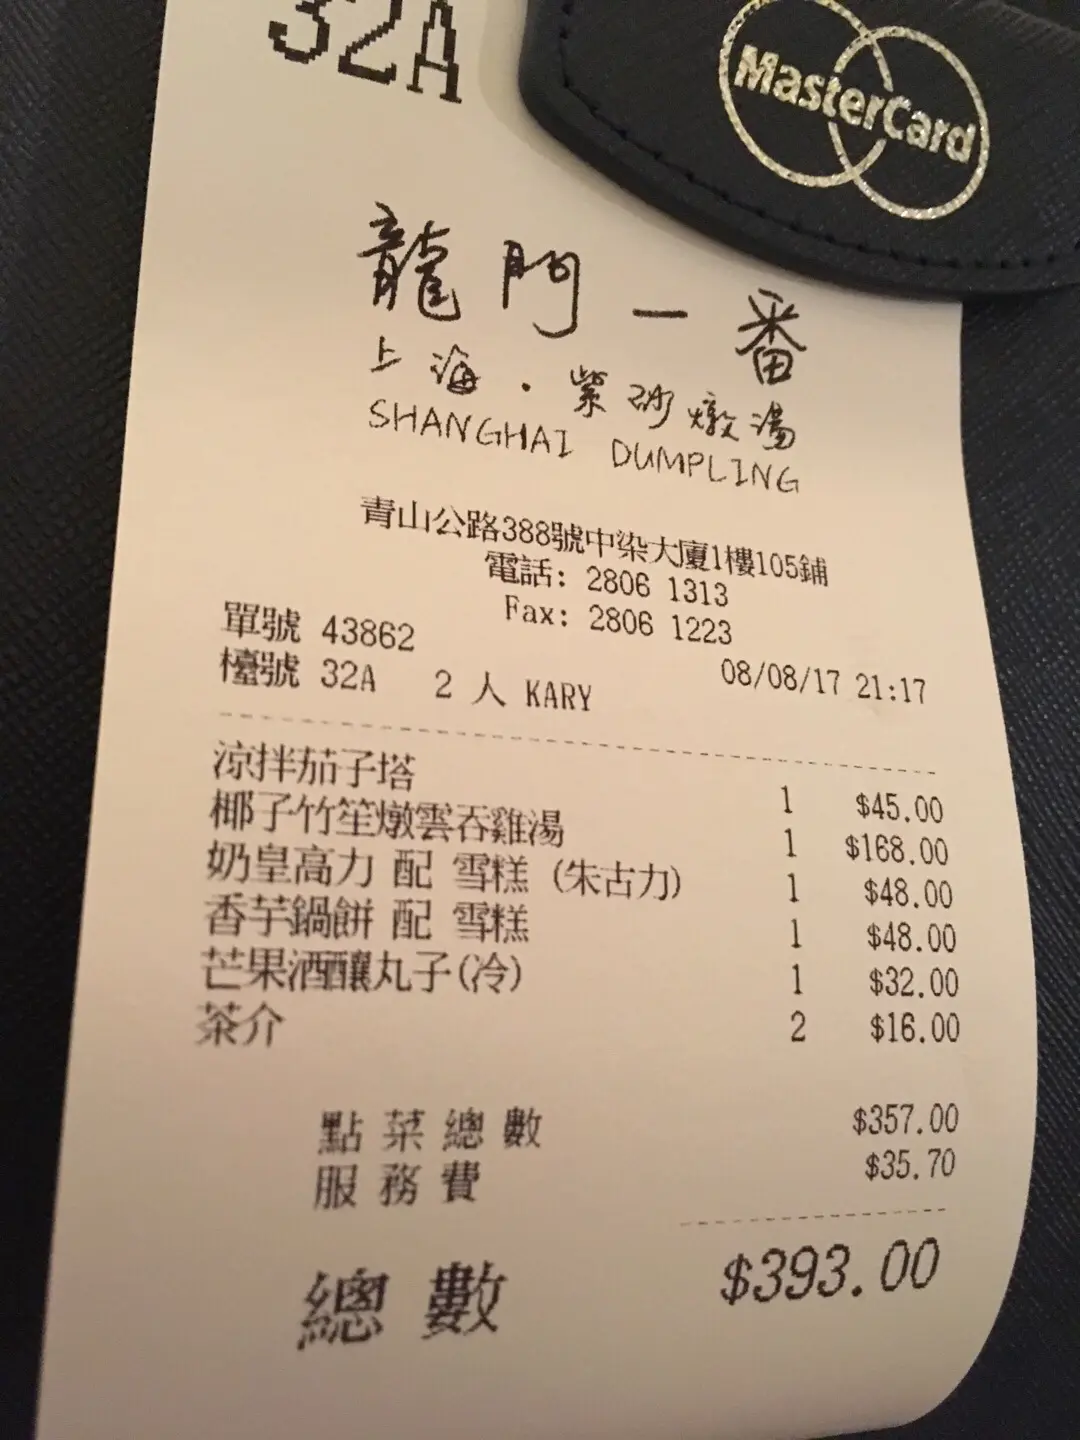 32A
MasterCard
龍門一番
上海．紫砂燉湯
SHANGHAI DUMPLING
青山公路388號中染大廈1樓105鋪
電話: 2806 1313
Fax: 2806 1223
單號 43862
08/08/17 21:17
檯號 32A 2 人 KARY
涼拌茄子塔 1 $45.00
椰子竹笙燉雲吞雞湯 1 $168.00
奶皇高力 配 雪糕 (朱古力) 1 $48.00
香芋鍋餅 配 雪糕 1 $48.00
芒果酒釀丸子(冷) 1 $32.00
茶介 2 $16.00
點菜總數 $357.00
服務費 $35.70
總數 $393.00